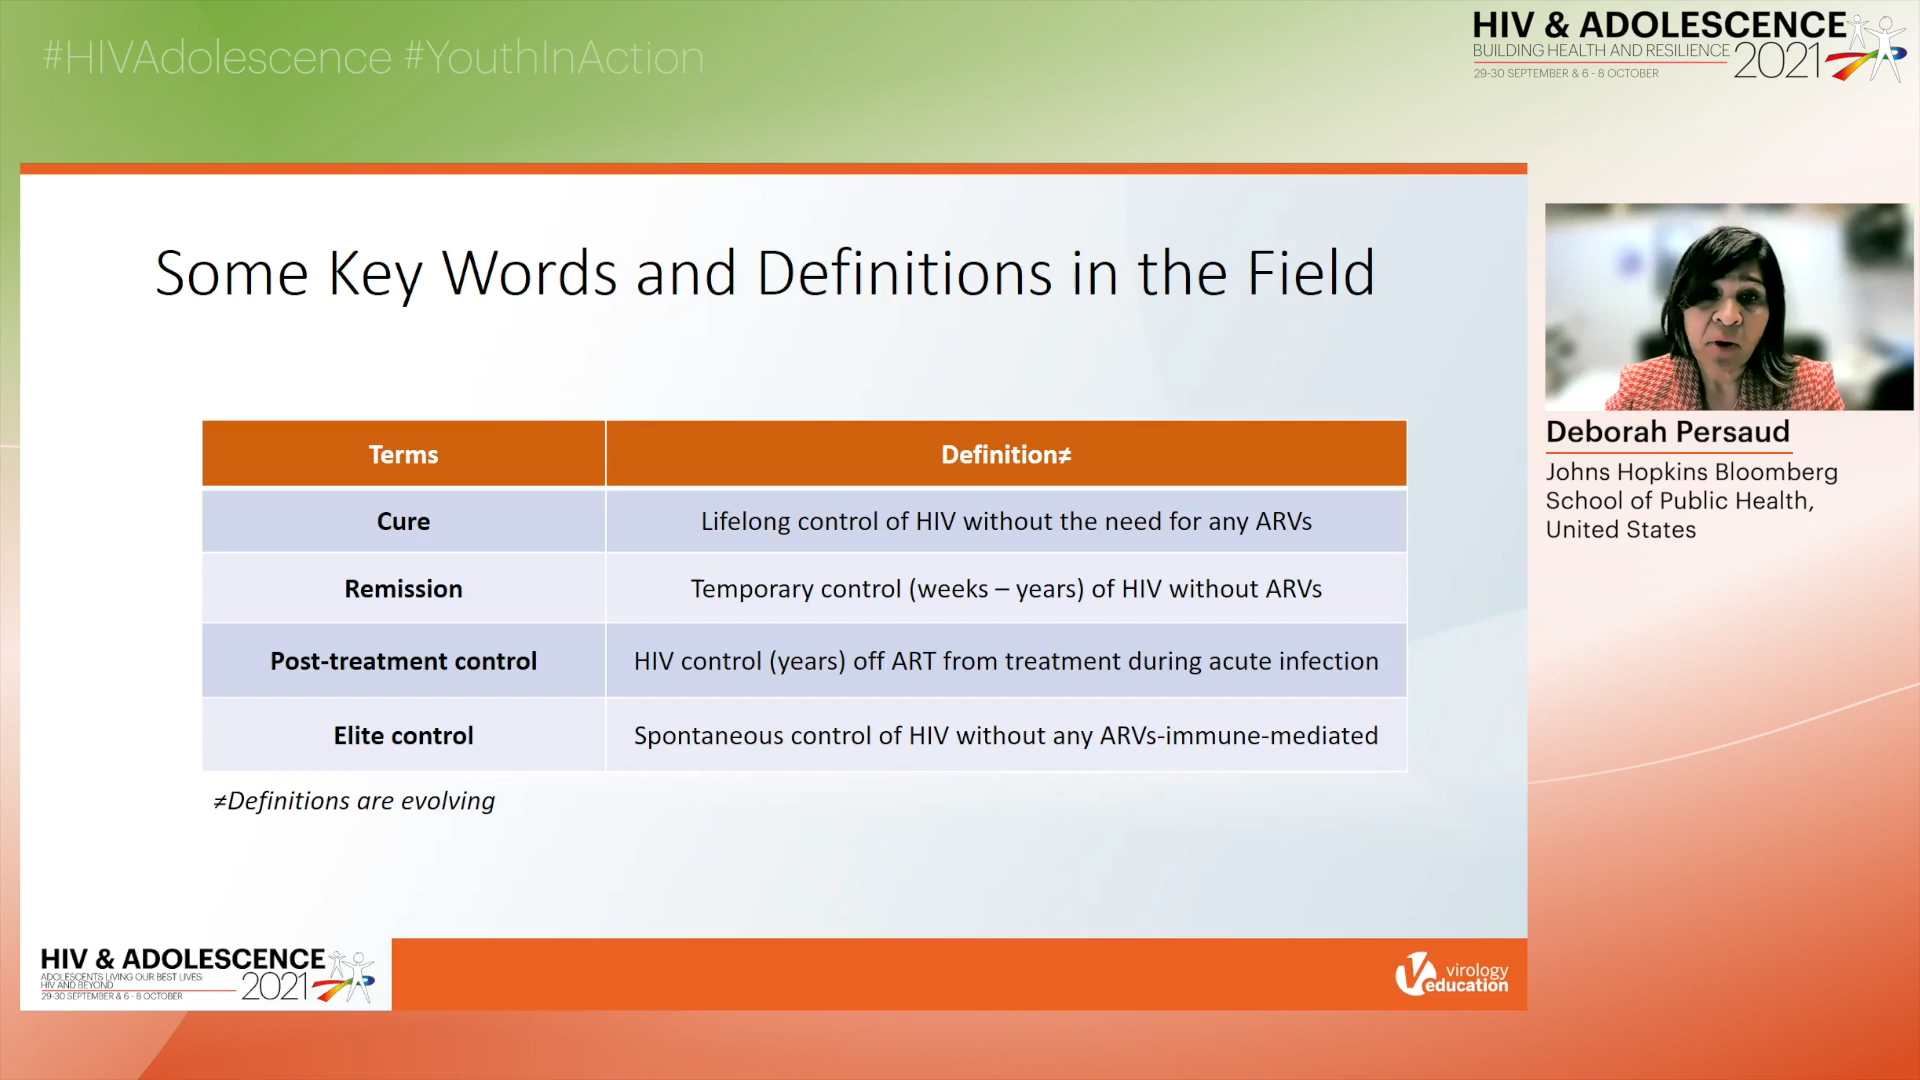 #HIVAdolescence #YouthInAction
HIV & ADOLESCENCE
BUILDING HEALTH AND RESILIENCE 2021
29-30 SEPTEMBER & 6 - 8 OCTOBER
Some Key Words and Definitions in the Field
Terms Definition≠
Cure Lifelong control of HIV without the need for any ARVs
Remission Temporary control (weeks – years) of HIV without ARVs
Post-treatment control HIV control (years) off ART from treatment during acute infection
Elite control Spontaneous control of HIV without any ARVs-immune-mediated
≠Definitions are evolving
Deborah Persaud
Johns Hopkins Bloomberg
School of Public Health,
United States
HIV & ADOLESCENCE
ADOLESCENTS LIVING OUR BEST LIVES:
HIV AND BEYOND
2021
29-30 SEPTEMBER & 6 - 8 OCTOBER
virology
education